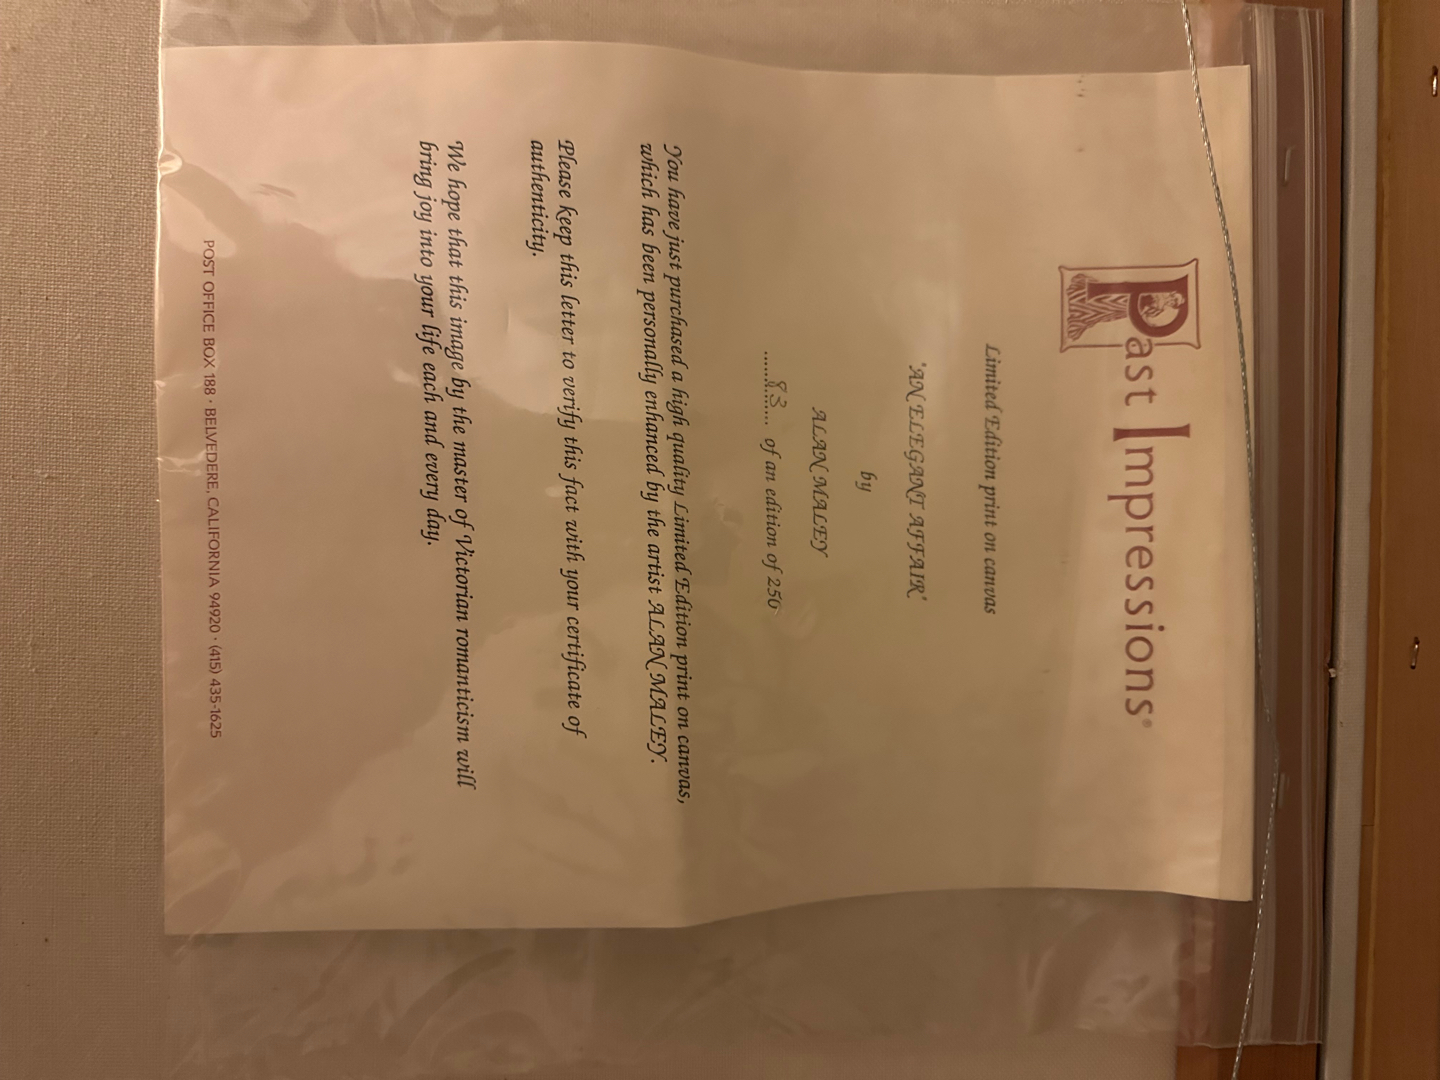 Past Impressions®
Limited Edition print on canvas
'AN ELEGANT AFFAIR'
by
ALAN MALEY
......83....... of an edition of 250
You have just purchased a high quality Limited Edition print on canvas,
which has been personally enhanced by the artist ALAN MALEY.
Please keep this letter to verify this fact with your certificate of
authenticity.
We hope that this image by the master of Victorian romanticism will
bring joy into your life each and every day.
POST OFFICE BOX 188 · BELVEDERE, CALIFORNIA 94920 · (415) 435-1625